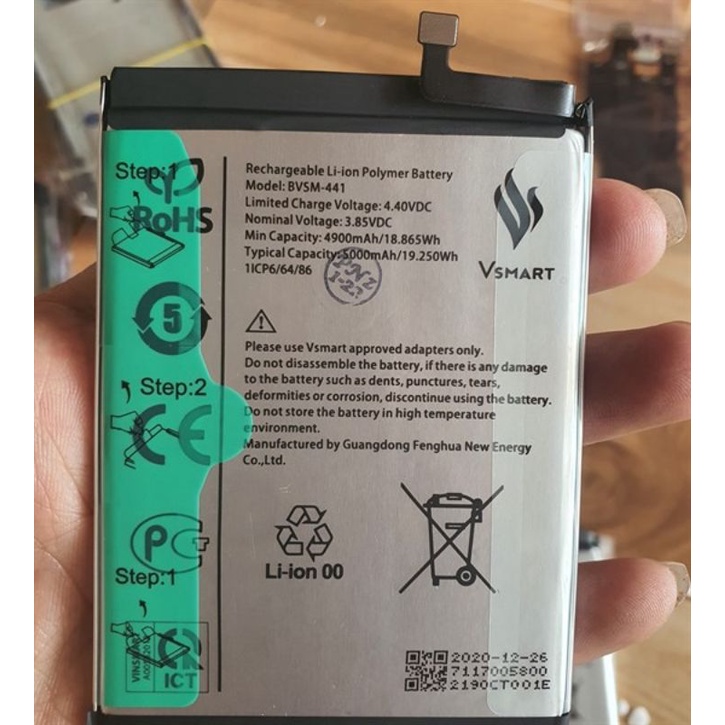 Step:1
RoHS
5
Step:2
CE
Step:1
ICT
Rechargeable Li-ion Polymer Battery
Model: BVSM-441
Limited Charge Voltage: 4.40VDC
Nominal Voltage: 3.85VDC
Min Capacity: 4900mAh/18.865Wh
Typical Capacity: 5000mAh/19.250Wh
1ICP6/64/86
VSMART
Please use Vsmart approved adapters only.
Do not disassemble the battery, if there is any damage
to the battery such as dents, punctures, tears,
deformities or corrosion, discontinue using the battery.
Do not store the battery in high temperature
environment.
Manufactured by Guangdong Fenghua New Energy
Co.,Ltd.
Li-ion 00
2020-12-26
7117005800
2190CT001E